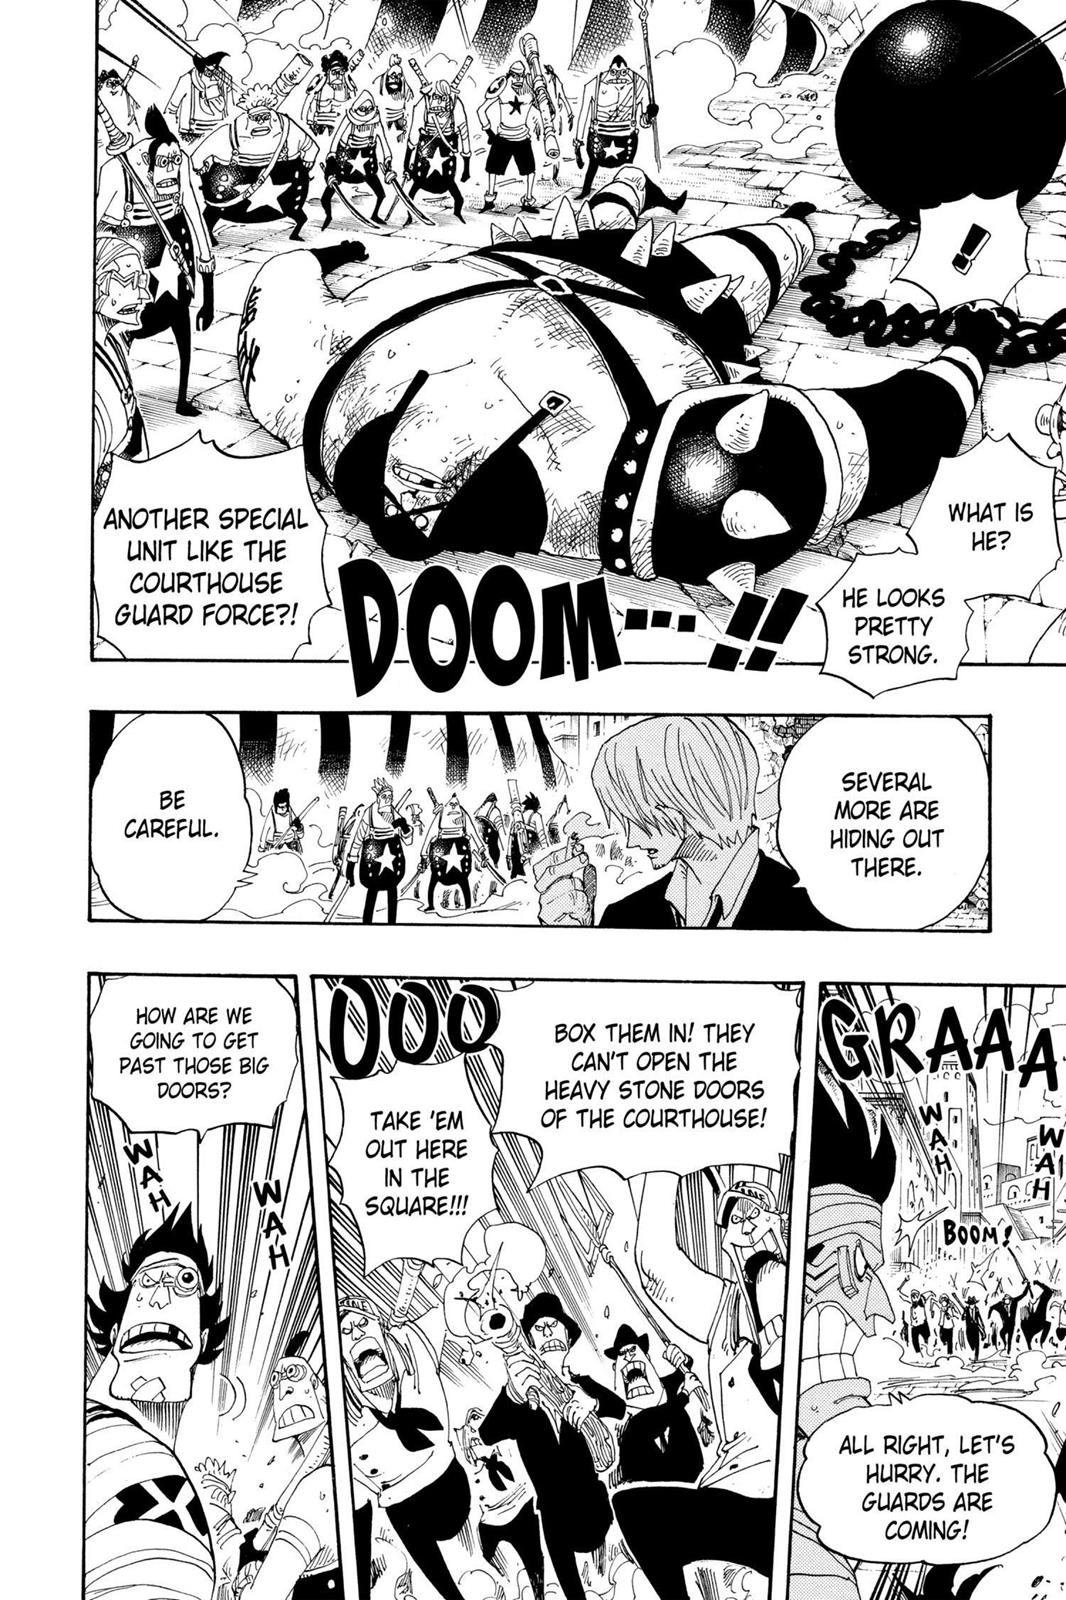 !
WHAT IS
HE?
HE LOOKS
PRETTY
STRONG.
DOOM...!!
ANOTHER SPECIAL
UNIT LIKE THE
COURTHOUSE
GUARD FORCE?!
SEVERAL
MORE ARE
HIDING OUT
THERE.
BE
CAREFUL.
GRAAA
WAH
WAH
BOOM!
ALL RIGHT, LET'S
HURRY. THE
GUARDS ARE
COMING!
OOO
BOX THEM IN! THEY
CAN'T OPEN THE
HEAVY STONE DOORS
OF THE COURTHOUSE!
TAKE 'EM
OUT HERE
IN THE
SQUARE!!!
HOW ARE WE
GOING TO GET
PAST THOSE BIG
DOORS?
WAH
WAH